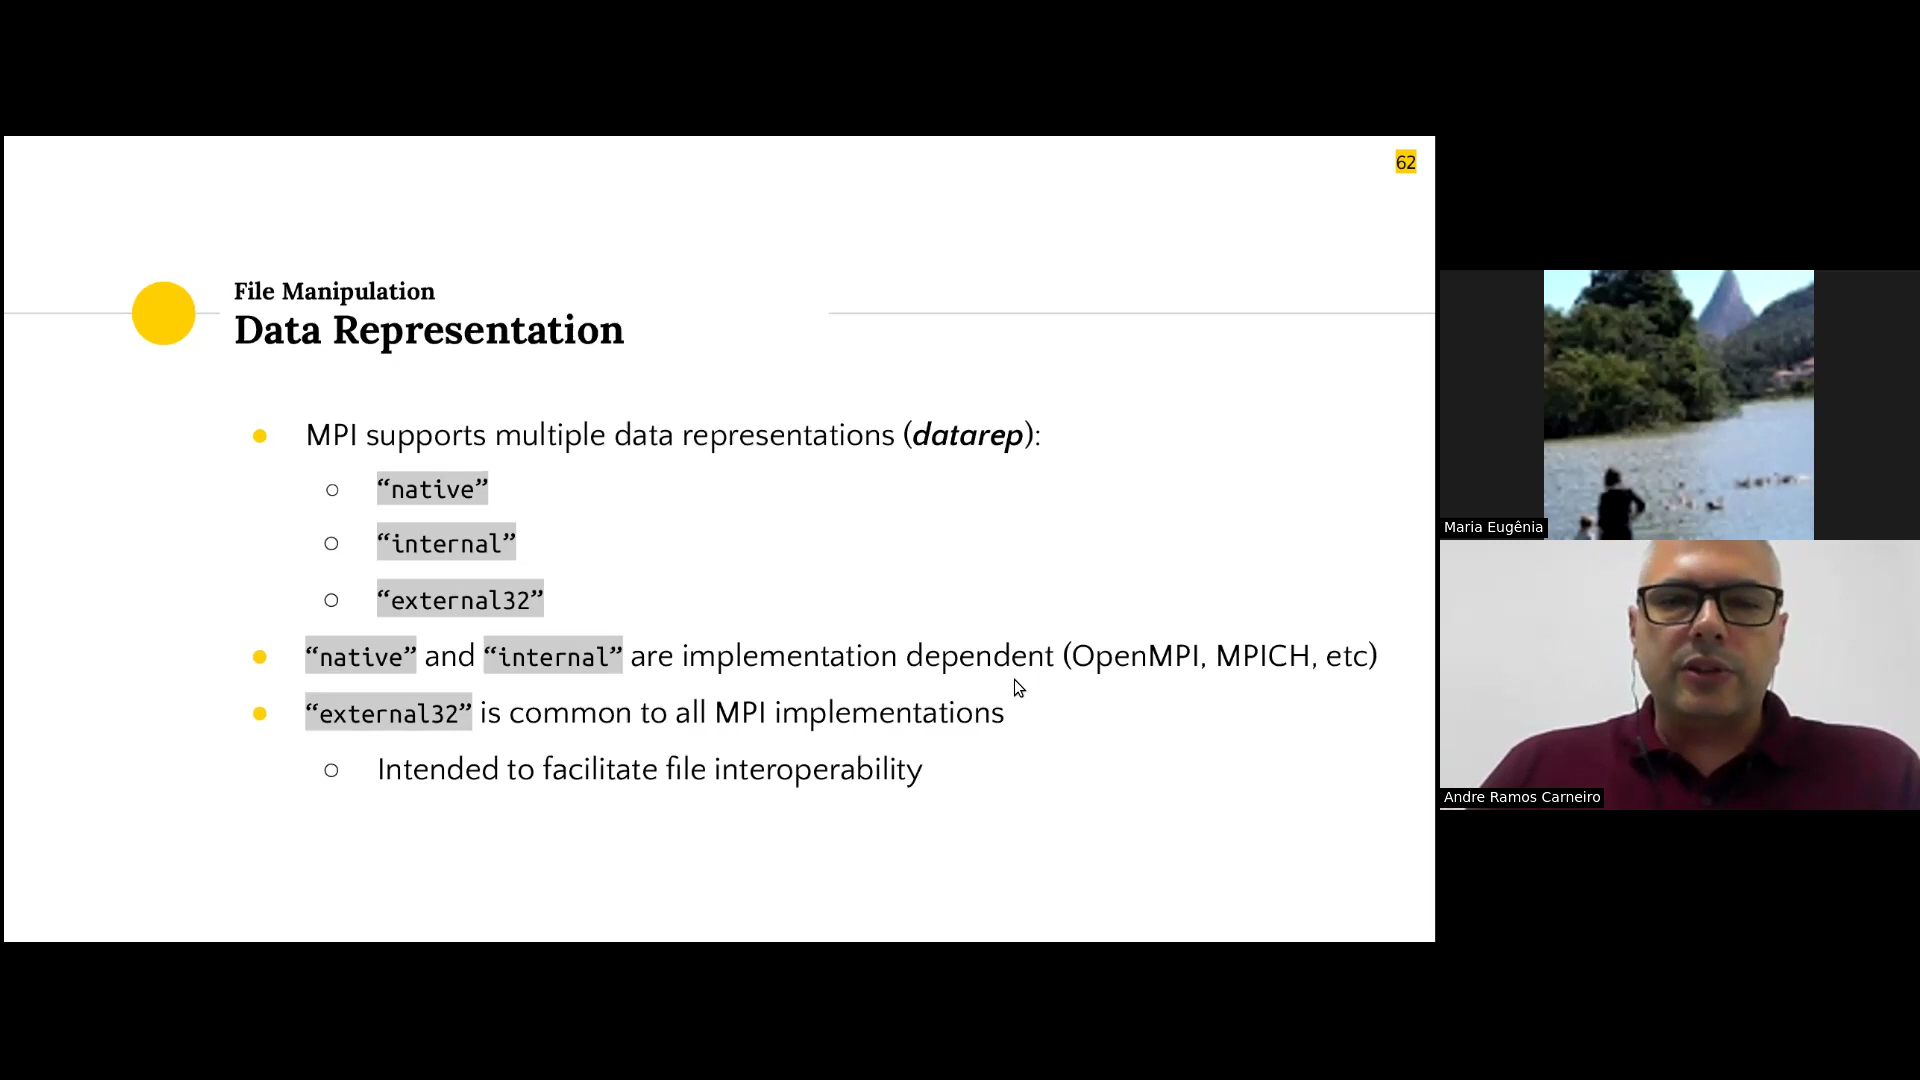 62
File Manipulation
Data Representation
● MPI supports multiple data representations (datarep):
○ “native”
○ “internal”
○ “external32”
● “native” and “internal” are implementation dependent (OpenMPI, MPICH, etc)
● “external32” is common to all MPI implementations
○ Intended to facilitate file interoperability
Maria Eugênia
Andre Ramos Carneiro